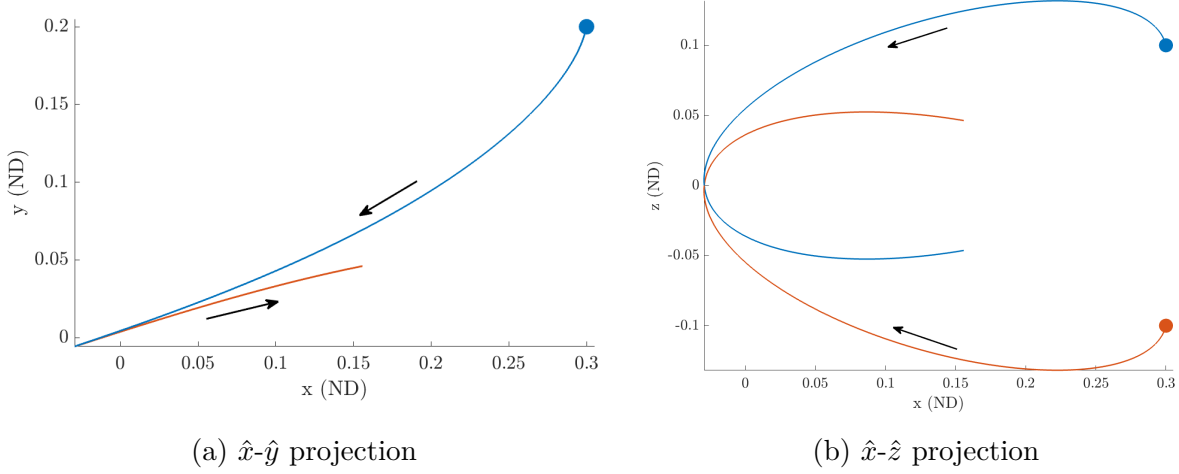 0.2
0.15
0.1
0.05
0
y (ND)
0 0.05 0.1 0.15 0.2 0.25 0.3
x (ND)
(a) x̂-ŷ projection
0.1
0.05
0
-0.05
-0.1
z (ND)
0 0.05 0.1 0.15 0.2 0.25 0.3
x (ND)
(b) x̂-ẑ projection